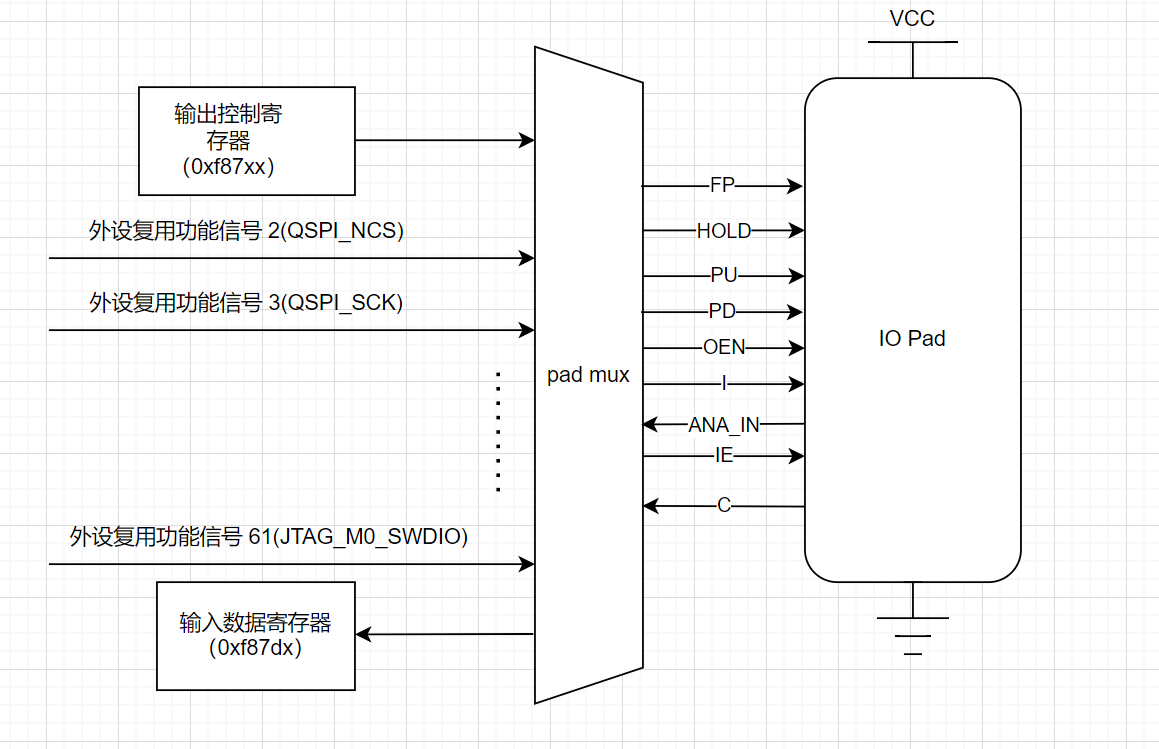 VCC
输出控制寄
存器
（0xf87xx）
外设复用功能信号 2(QSPI_NCS)
外设复用功能信号 3(QSPI_SCK)
外设复用功能信号 61(JTAG_M0_SWDIO)
输入数据寄存器
（0xf87dx）
pad mux
FP
HOLD
PU
PD
OEN
I
ANA_IN
IE
C
IO Pad